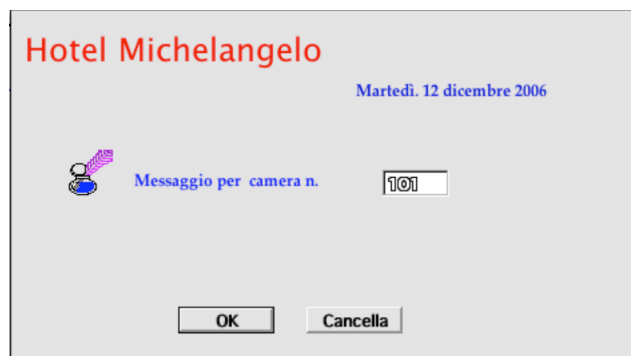 Hotel Michelangelo
Martedì. 12 dicembre 2006
Messaggio per camera n. 101
OK Cancella